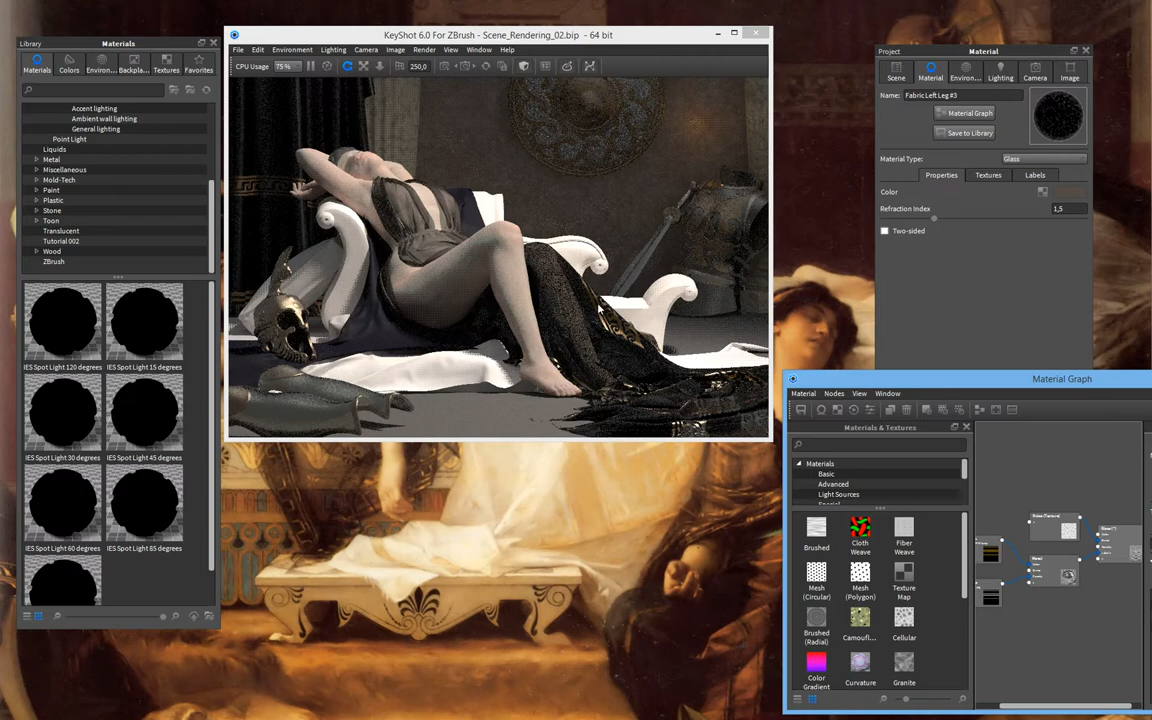 Library
Materials
Materials Colors Environ... Backpla... Textures Favorites
Accent lighting
Ambient wall lighting
General lighting
Point Light
Liquids
Metal
Miscellaneous
Mold-Tech
Paint
Plastic
Stone
Toon
Translucent
Tutorial 002
Wood
ZBrush
IES Spot Light 120 degrees IES Spot Light 15 degrees
IES Spot Light 30 degrees IES Spot Light 45 degrees
IES Spot Light 60 degrees IES Spot Light 85 degrees
KeyShot 6.0 For ZBrush - Scene_Rendering_02.bip - 64 bit
File Edit Environment Lighting Camera Image Render View Window Help
CPU Usage 75 % 250,0
Project
Material
Scene Material Environ... Lighting Camera Image
Name: Fabric Left Leg #3
Material Graph
Save to Library
Material Type: Glass
Properties Textures Labels
Color
Refraction Index 1,5
Two-sided
Material Graph
Material Nodes View Window
Materials & Textures
Materials
Basic
Advanced
Light Sources
Brushed Cloth Weave Fiber Weave
Mesh (Circular) Mesh (Polygon) Texture Map
Brushed (Radial) Camoufl... Cellular
Color Gradient Curvature Granite